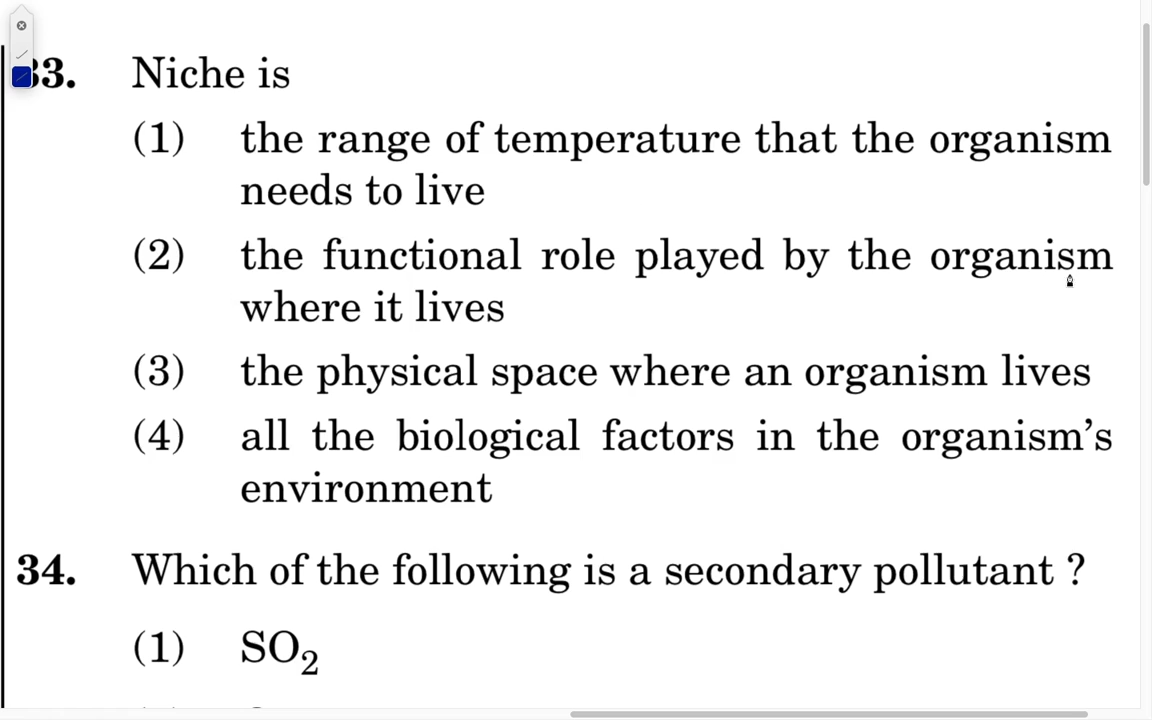 33. Niche is
(1) the range of temperature that the organism
needs to live
(2) the functional role played by the organism
where it lives
(3) the physical space where an organism lives
(4) all the biological factors in the organism's
environment
34. Which of the following is a secondary pollutant ?
(1) SO₂